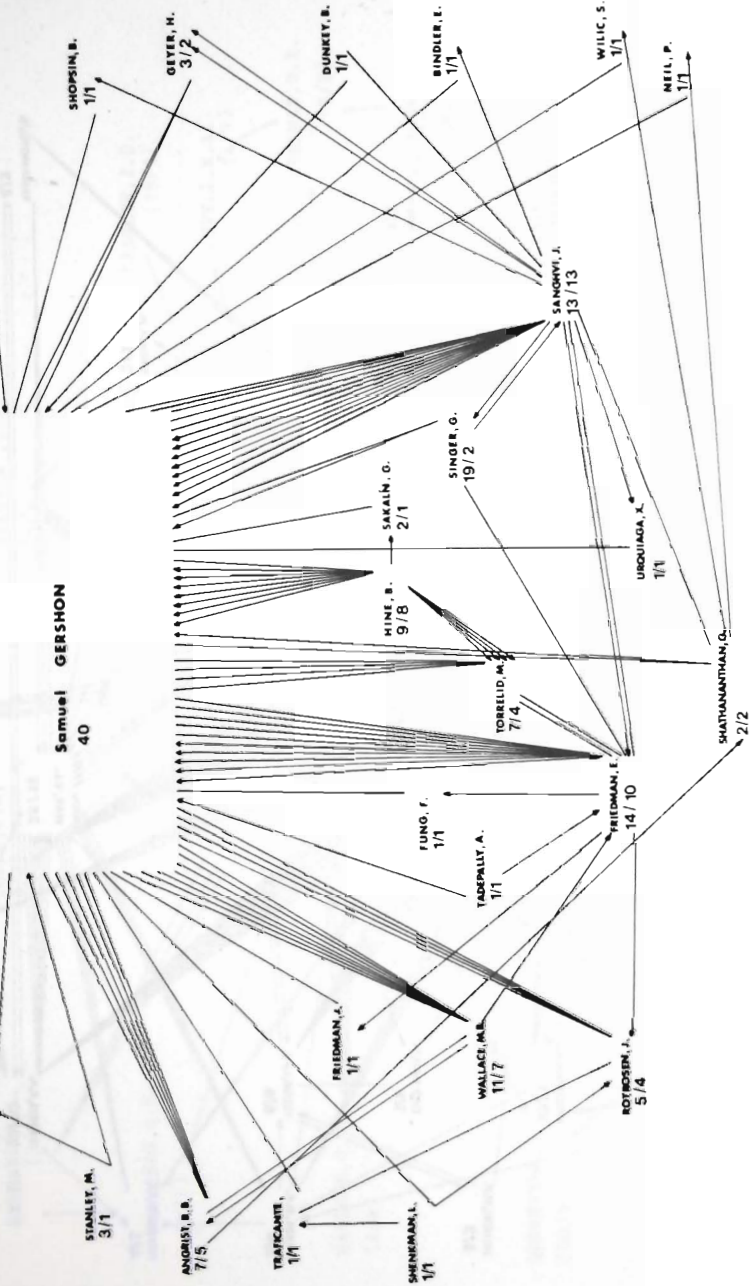 SHOPSIN, B.
1/1
GEYER, H.
3/2
DUNKEY, B.
1/1
BINDLER, E.
1/1
WILIC, S.
1/1
NEIL, P.
1/1
SANGHVI, J.
13/13
Samuel GERSHON
40
SINGER, G.
19/2
SAKALN, G.
2/1
HINE, B.
9/8
URQUIAGA, X.
1/1
TORRELID, M.
7/4
SHATHANANTHAN, G.
2/2
FRIEDMAN, E.
14/10
FUNG, F.
1/1
TADEPALLY, A.
1/1
FRIEDMAN, J.
1/1
WALLACE, M.B.
11/7
ROTROSEN, J.
5/4
STANLEY, M.
3/1
ANGRIST, B.B.
7/5
TRAFICANTE,
1/1
SHENKMAN, L.
1/1